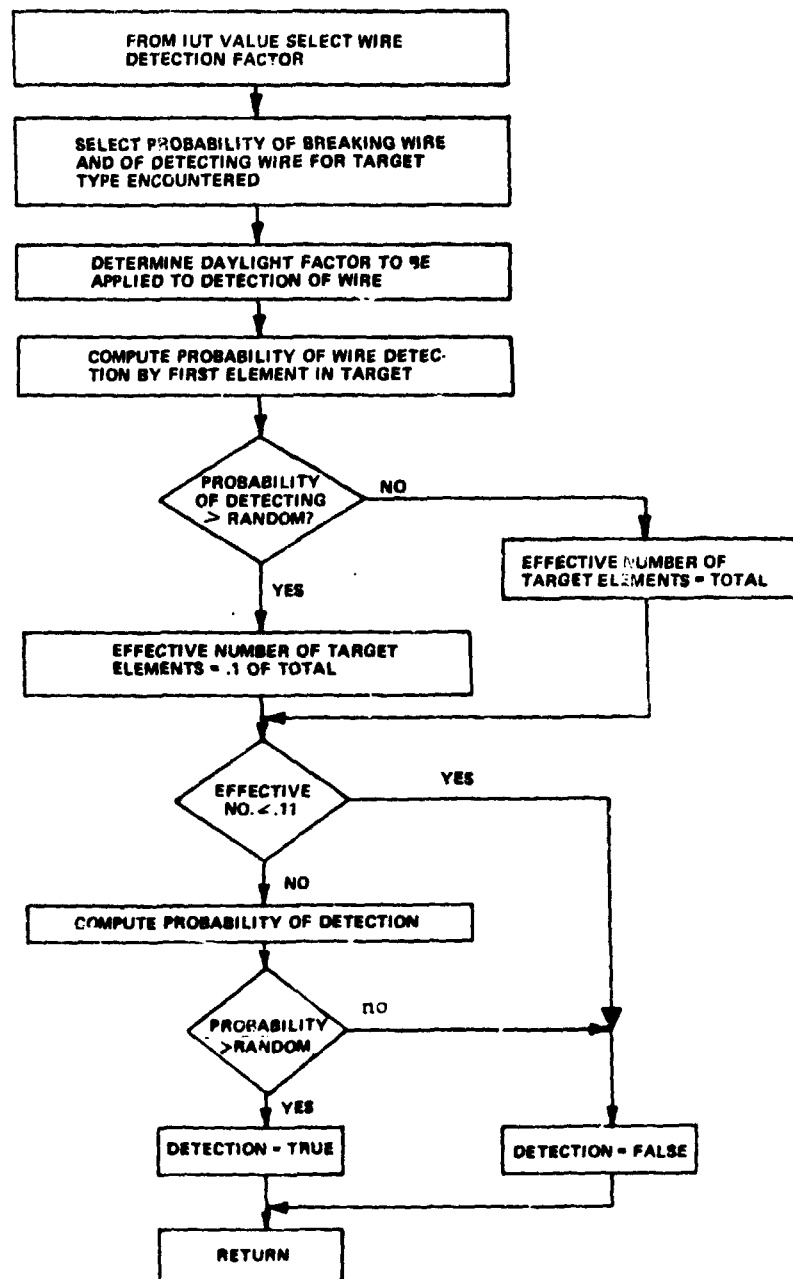 FROM IUT VALUE SELECT WIRE
DETECTION FACTOR
SELECT PROBABILITY OF BREAKING WIRE
AND OF DETECTING WIRE FOR TARGET
TYPE ENCOUNTERED
DETERMINE DAYLIGHT FACTOR TO BE
APPLIED TO DETECTION OF WIRE
COMPUTE PROBABILITY OF WIRE DETEC-
TION BY FIRST ELEMENT IN TARGET
PROBABILITY
OF DETECTING
> RANDOM?
NO
YES
EFFECTIVE NUMBER OF
TARGET ELEMENTS = TOTAL
EFFECTIVE NUMBER OF TARGET
ELEMENTS = .1 OF TOTAL
EFFECTIVE
NO. < .11
YES
NO
COMPUTE PROBABILITY OF DETECTION
PROBABILITY
>RANDOM
no
YES
DETECTION = TRUE
DETECTION = FALSE
RETURN